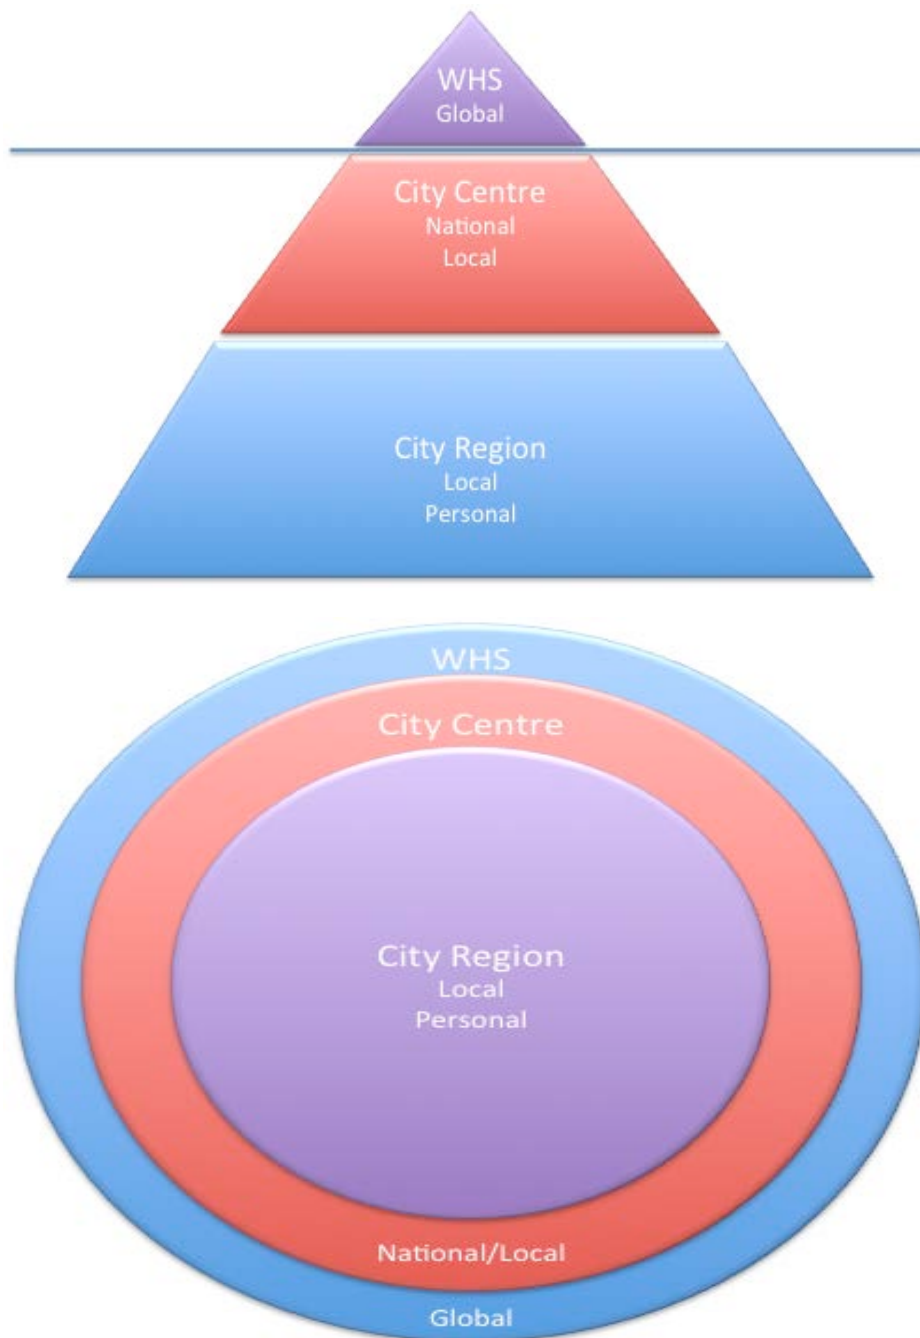 WHS
Global
City Centre
National
Local
City Region
Local
Personal
WHS
City Centre
City Region
Local
Personal
National/Local
Global